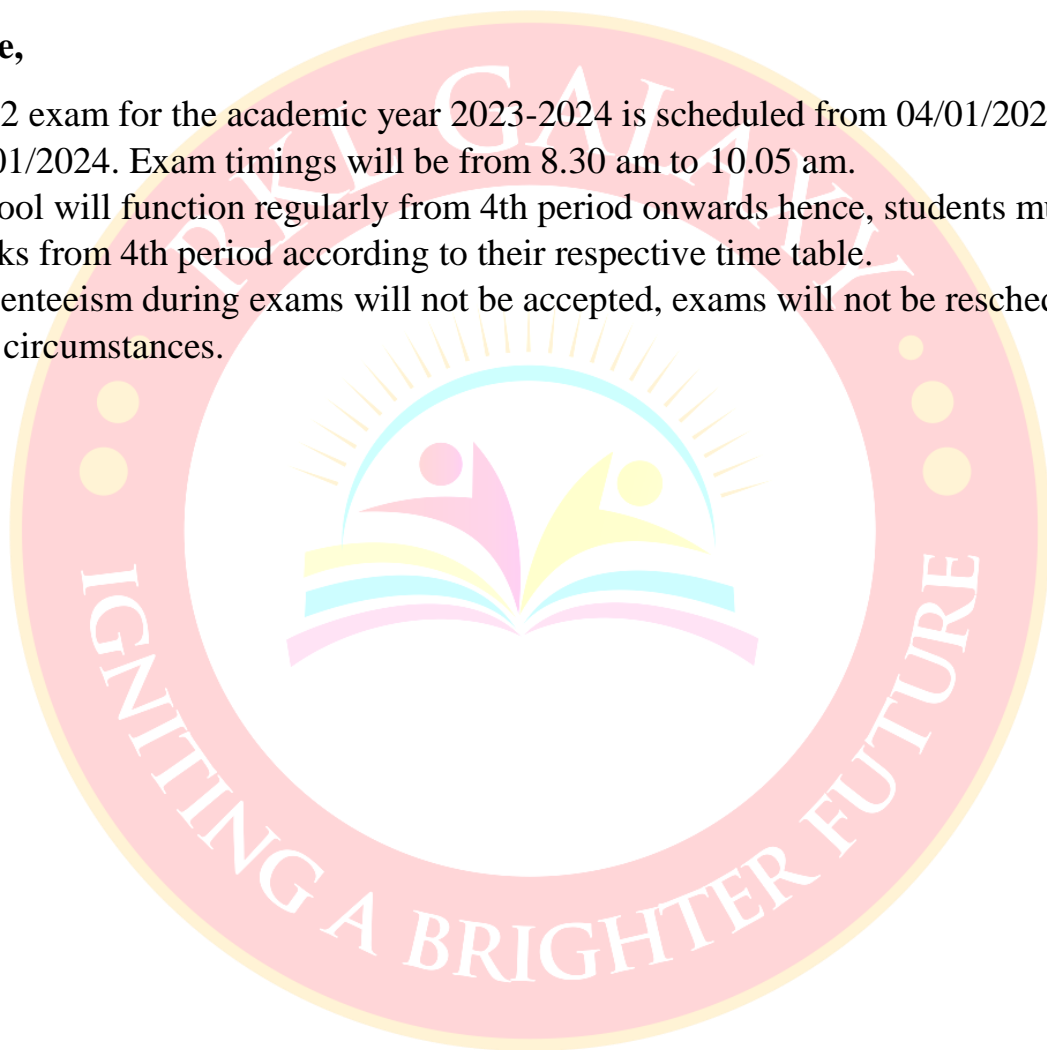 e,
2 exam for the academic year 2023-2024 is scheduled from 04/01/202
01/2024. Exam timings will be from 8.30 am to 10.05 am.
ool will function regularly from 4th period onwards hence, students mu
ks from 4th period according to their respective time table.
enteeism during exams will not be accepted, exams will not be resched
circumstances.
PKI GALAXY
IGNITING A BRIGHTER FUTURE